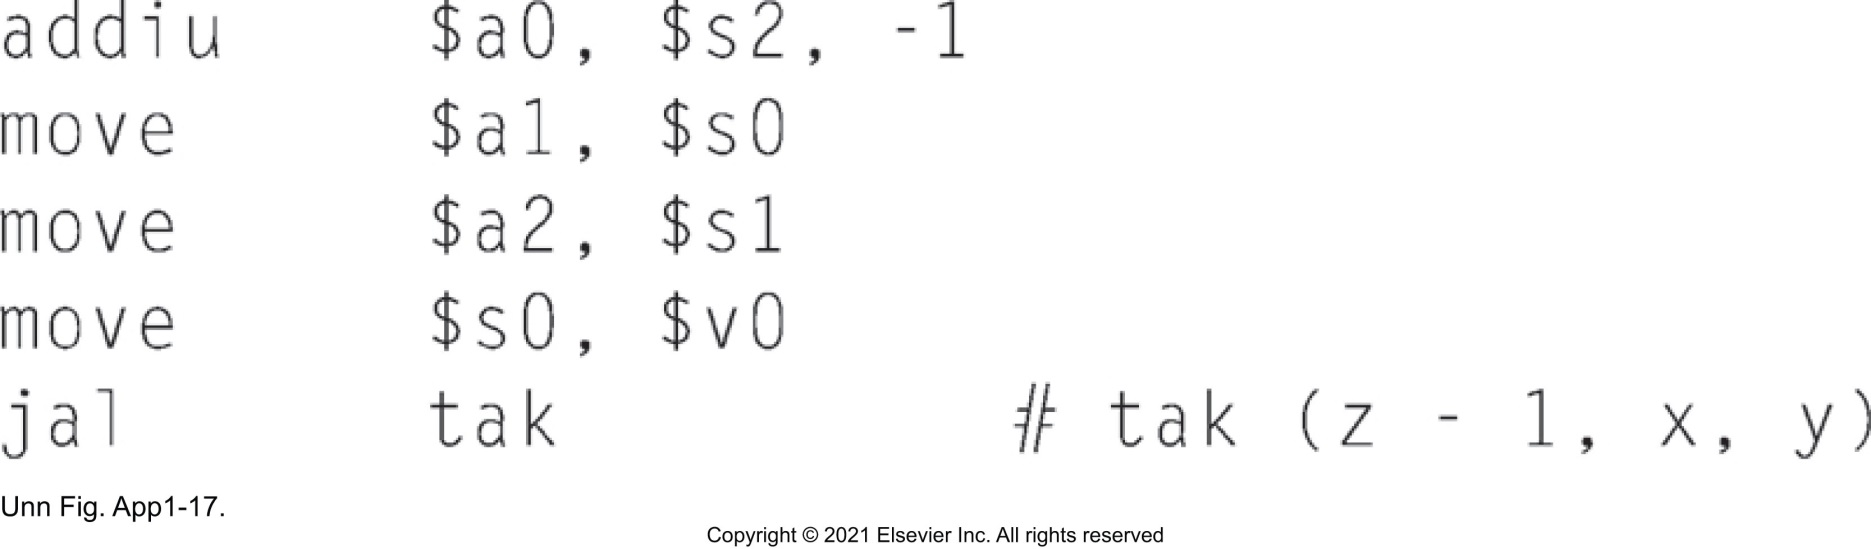 addiu $a0, $s2, -1
move $a1, $s0
move $a2, $s1
move $s0, $v0
jal tak # tak (z - 1, x, y)
Unn Fig. App1-17.
Copyright © 2021 Elsevier Inc. All rights reserved